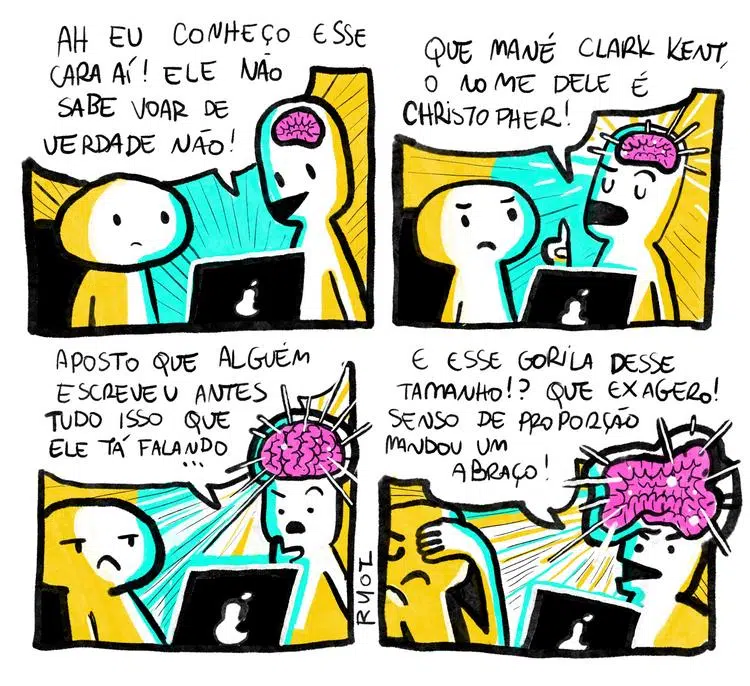 AH EU CONHEÇO ESSE
CARA AÍ! ELE NÃO
SABE VOAR DE
VERDADE NÃO!
QUE MANÉ CLARK KENT,
O NOME DELE É
CHRISTOPHER!
APOSTO QUE ALGUÉM
ESCREVEU ANTES
TUDO ISSO QUE
ELE TÁ FALANDO
...
E ESSE GORILA DESSE
TAMANHO!? QUE EXAGERO!
SENSO DE PROPORÇÃO
MANDOU UM
ABRAÇO!
RYOT